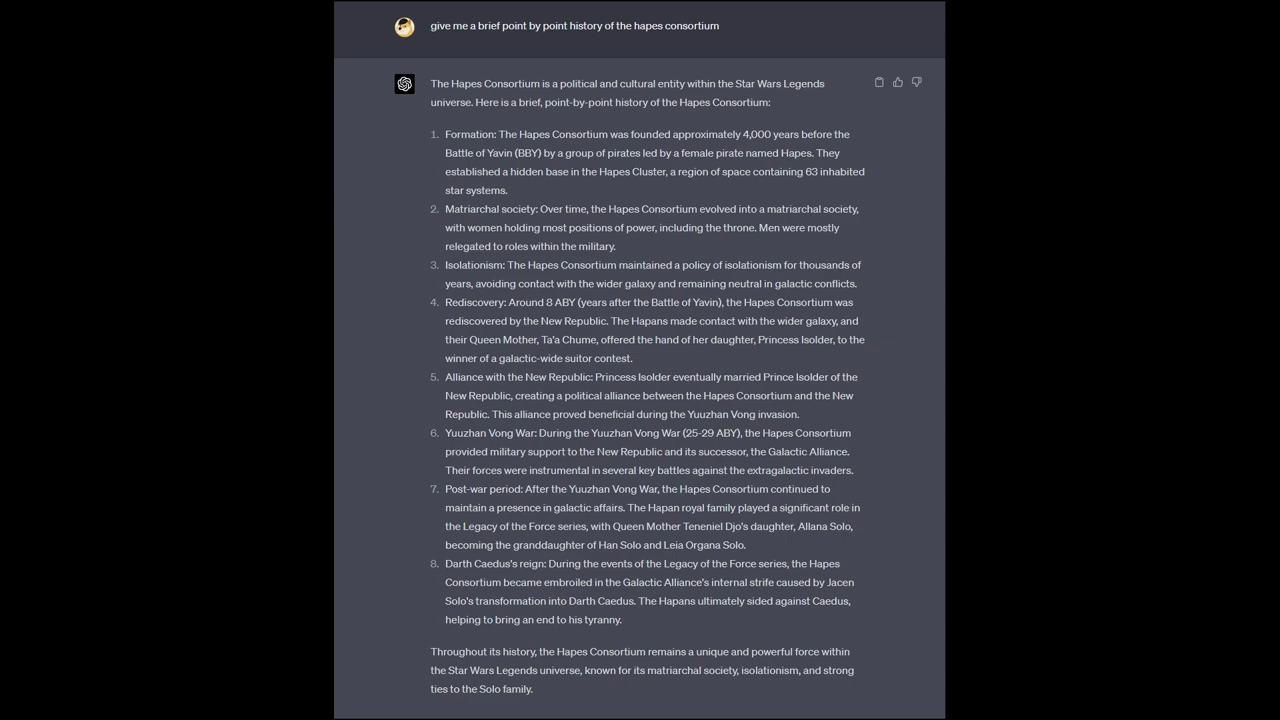 give me a brief point by point history of the hapes consortium
The Hapes Consortium is a political and cultural entity within the Star Wars Legends
universe. Here is a brief, point-by-point history of the Hapes Consortium:
1. Formation: The Hapes Consortium was founded approximately 4,000 years before the
Battle of Yavin (BBY) by a group of pirates led by a female pirate named Hapes. They
established a hidden base in the Hapes Cluster, a region of space containing 63 inhabited
star systems.
2. Matriarchal society: Over time, the Hapes Consortium evolved into a matriarchal society,
with women holding most positions of power, including the throne. Men were mostly
relegated to roles within the military.
3. Isolationism: The Hapes Consortium maintained a policy of isolationism for thousands of
years, avoiding contact with the wider galaxy and remaining neutral in galactic conflicts.
4. Rediscovery: Around 8 ABY (years after the Battle of Yavin), the Hapes Consortium was
rediscovered by the New Republic. The Hapans made contact with the wider galaxy, and
their Queen Mother, Ta'a Chume, offered the hand of her daughter, Princess Isolder, to the
winner of a galactic-wide suitor contest.
5. Alliance with the New Republic: Princess Isolder eventually married Prince Isolder of the
New Republic, creating a political alliance between the Hapes Consortium and the New
Republic. This alliance proved beneficial during the Yuuzhan Vong invasion.
6. Yuuzhan Vong War: During the Yuuzhan Vong War (25-29 ABY), the Hapes Consortium
provided military support to the New Republic and its successor, the Galactic Alliance.
Their forces were instrumental in several key battles against the extragalactic invaders.
7. Post-war period: After the Yuuzhan Vong War, the Hapes Consortium continued to
maintain a presence in galactic affairs. The Hapan royal family played a significant role in
the Legacy of the Force series, with Queen Mother Teneniel Djo's daughter, Allana Solo,
becoming the granddaughter of Han Solo and Leia Organa Solo.
8. Darth Caedus's reign: During the events of the Legacy of the Force series, the Hapes
Consortium became embroiled in the Galactic Alliance's internal strife caused by Jacen
Solo's transformation into Darth Caedus. The Hapans ultimately sided against Caedus,
helping to bring an end to his tyranny.
Throughout its history, the Hapes Consortium remains a unique and powerful force within
the Star Wars Legends universe, known for its matriarchal society, isolationism, and strong
ties to the Solo family.